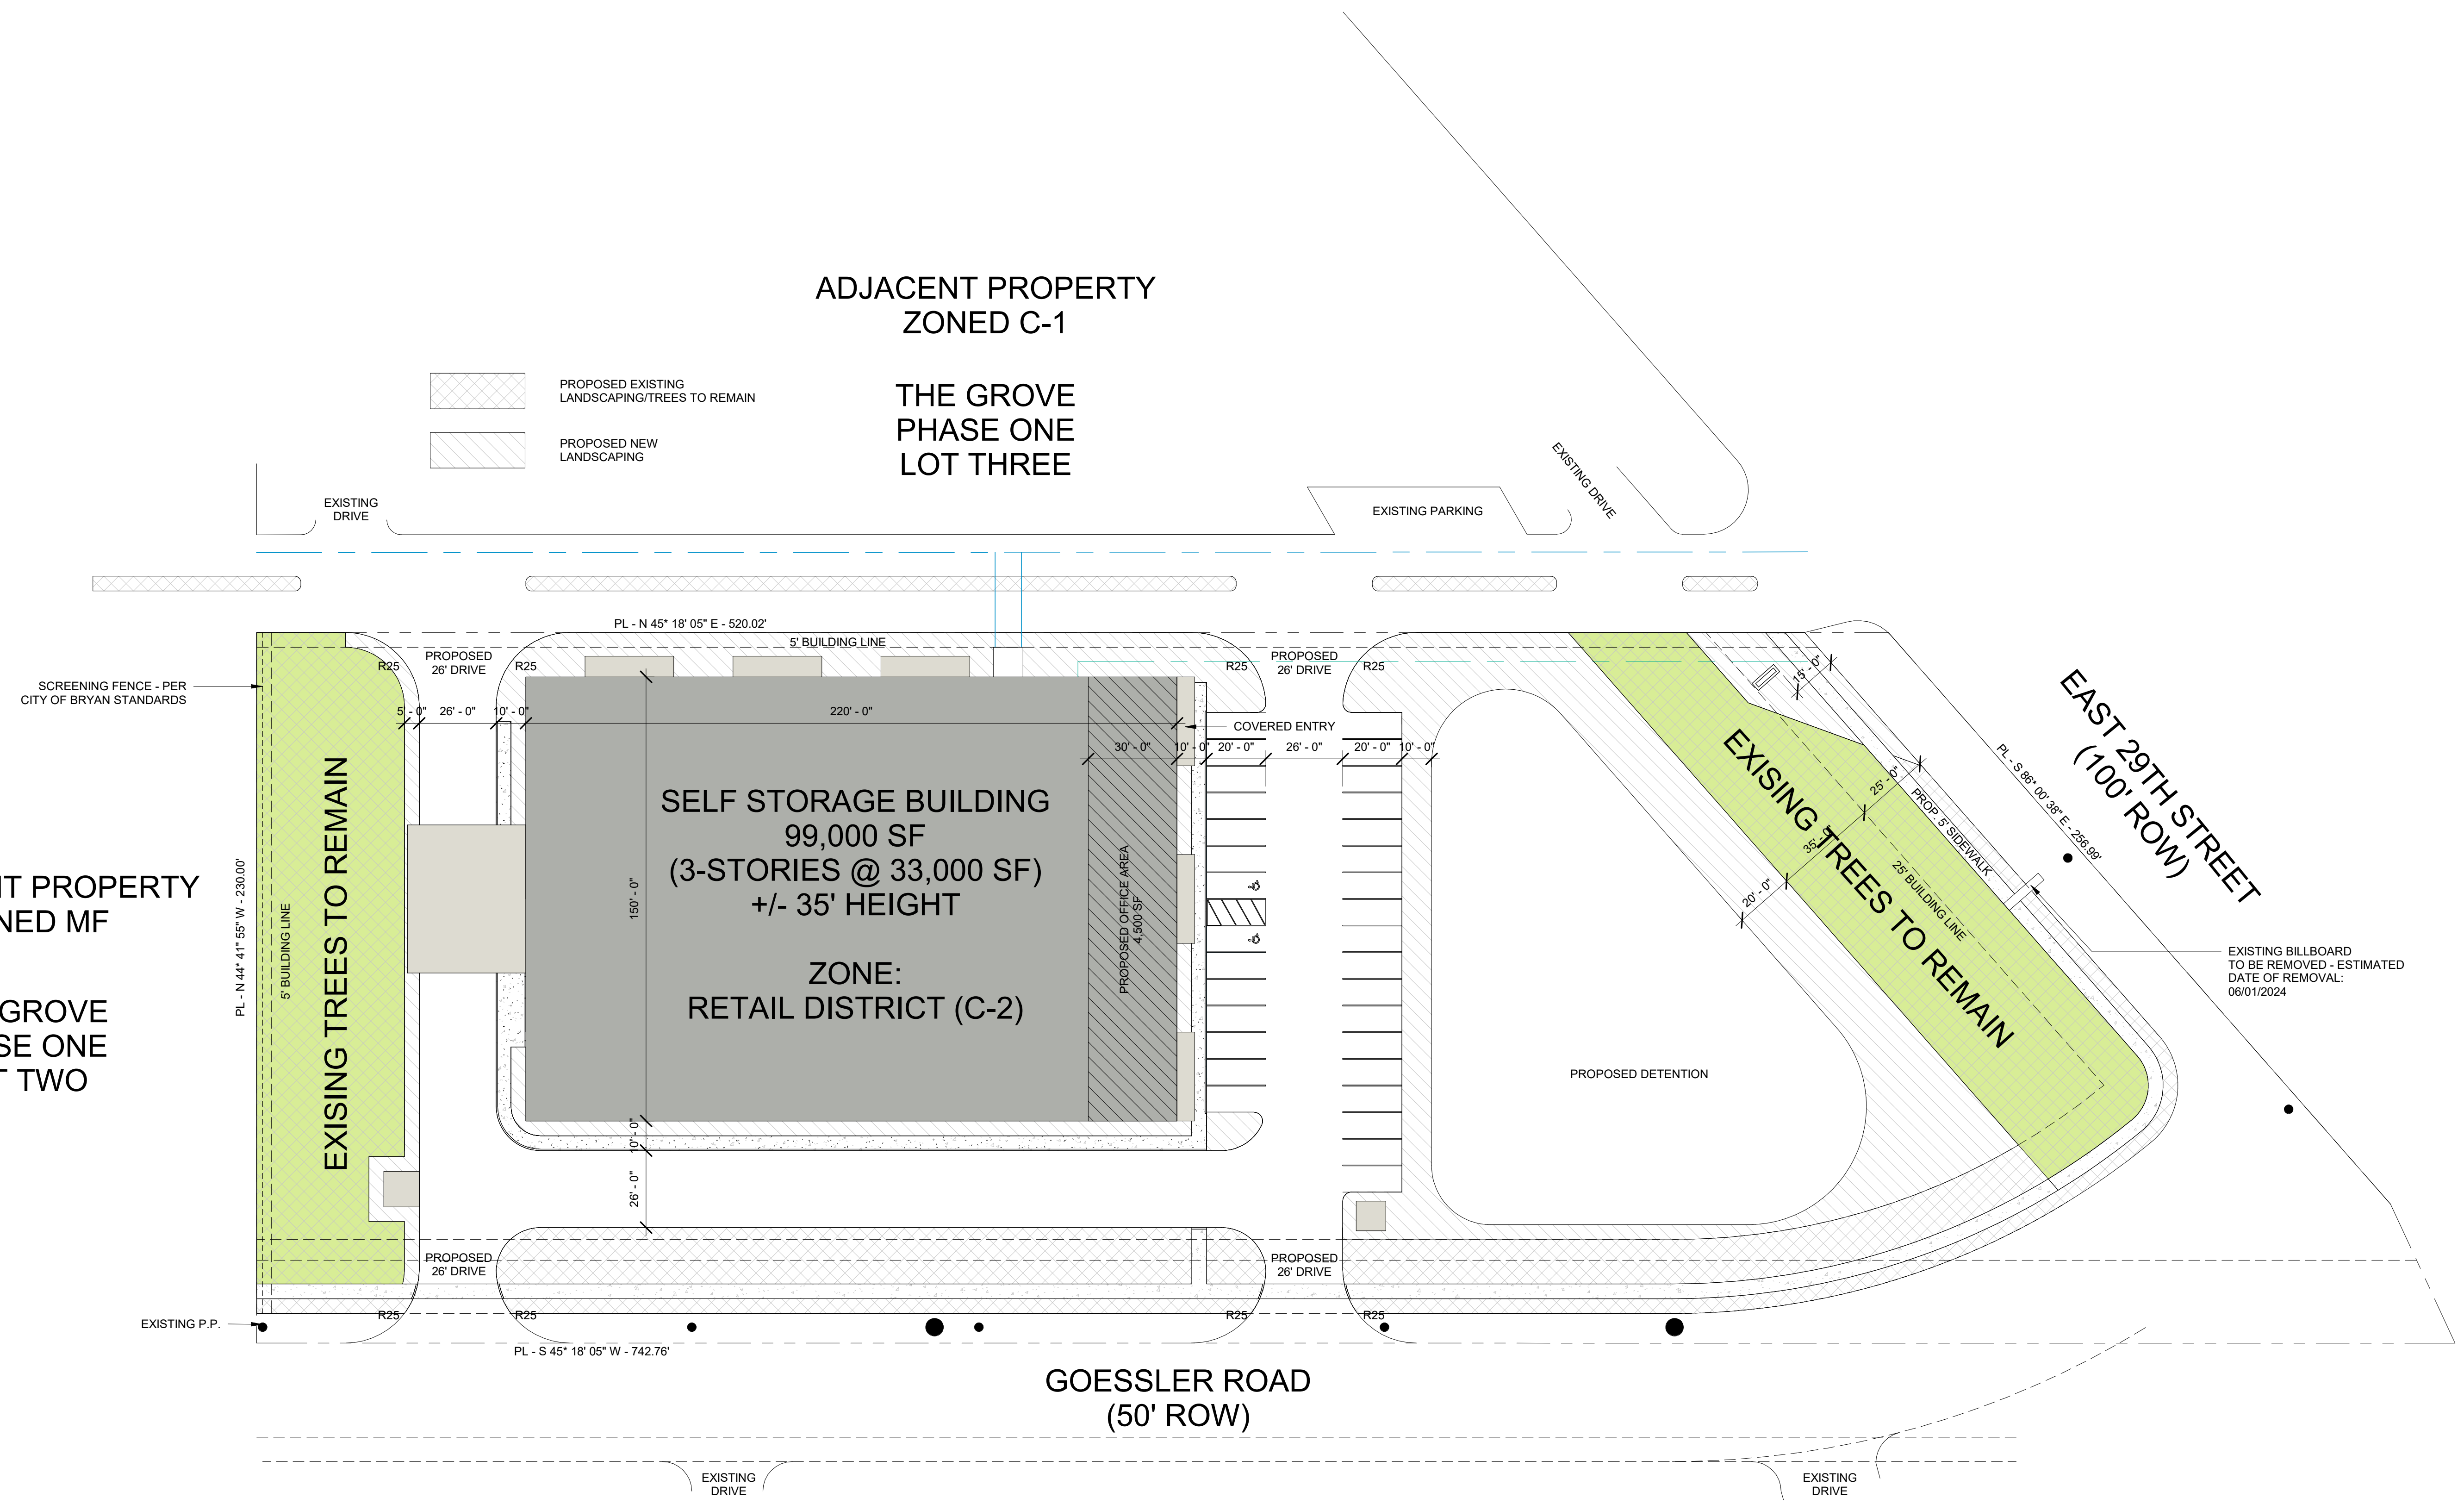 ADJACENT PROPERTY
ZONED C-1
THE GROVE
PHASE ONE
LOT THREE
PROPOSED EXISTING
LANDSCAPING/TREES TO REMAIN
PROPOSED NEW
LANDSCAPING
EXISTING
DRIVE
EXISTING PARKING
EXISTING DRIVE
PL - N 45* 18' 05" E - 520.02'
5' BUILDING LINE
SCREENING FENCE - PER
CITY OF BRYAN STANDARDS
R25
PROPOSED
26' DRIVE
R25
R25
PROPOSED
26' DRIVE
R25
5' - 0"
26' - 0"
10' - 0"
220' - 0"
COVERED ENTRY
30' - 0"
10' - 0"
20' - 0"
26' - 0"
20' - 0"
10' - 0"
15' - 0"
EAST 29TH STREET
(100' ROW)
PL - S 86* 00' 38" E - 256.99'
EXISING TREES TO REMAIN
PROP. 5' SIDEWALK
25' BUILDING LINE
25' - 0"
35' - 0"
20' - 0"
EXISTING BILLBOARD
TO BE REMOVED - ESTIMATED
DATE OF REMOVAL:
06/01/2024
PL - N 44* 41' 55" W - 230.00'
5' BUILDING LINE
EXISING TREES TO REMAIN
NT PROPERTY
NED MF
GROVE
SE ONE
T TWO
SELF STORAGE BUILDING
99,000 SF
(3-STORIES @ 33,000 SF)
+/- 35' HEIGHT
ZONE:
RETAIL DISTRICT (C-2)
150' - 0"
PROPOSED OFFICE AREA
4,500 SF
PROPOSED DETENTION
10' - 0"
26' - 0"
PROPOSED
26' DRIVE
PROPOSED
26' DRIVE
R25
R25
R25
R25
EXISTING P.P.
PL - S 45* 18' 05" W - 742.76'
GOESSLER ROAD
(50' ROW)
EXISTING
DRIVE
EXISTING
DRIVE